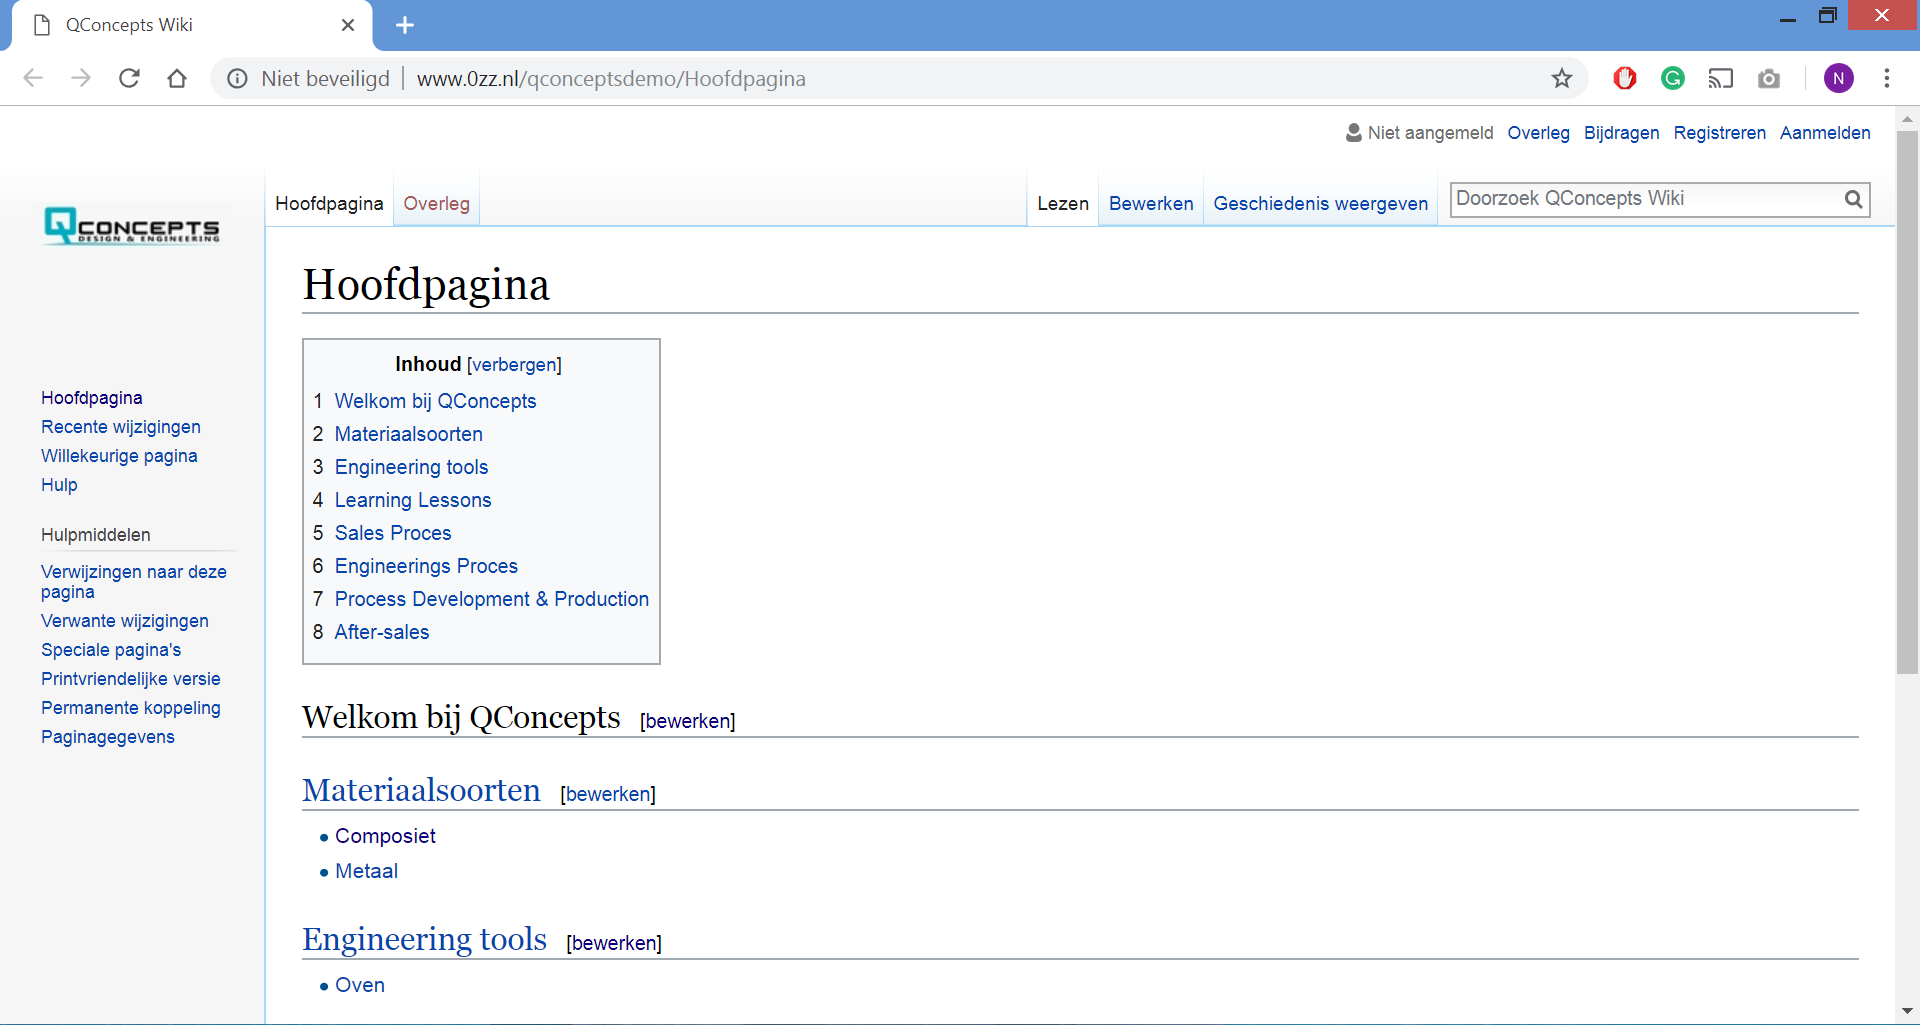 QConcepts Wiki
Niet beveiligd | www.0zz.nl/qconceptsdemo/Hoofdpagina
N
Niet aangemeld Overleg Bijdragen Registreren Aanmelden
QCONCEPTS
DESIGN & ENGINEERING
Hoofdpagina Overleg Lezen Bewerken Geschiedenis weergeven Doorzoek QConcepts Wiki
Hoofdpagina
Recente wijzigingen
Willekeurige pagina
Hulp
Hulpmiddelen
Verwijzingen naar deze
pagina
Verwante wijzigingen
Speciale pagina's
Printvriendelijke versie
Permanente koppeling
Paginagegevens
Hoofdpagina
Inhoud [verbergen]
1 Welkom bij QConcepts
2 Materiaalsoorten
3 Engineering tools
4 Learning Lessons
5 Sales Proces
6 Engineerings Proces
7 Process Development & Production
8 After-sales
Welkom bij QConcepts [bewerken]
Materiaalsoorten [bewerken]
• Composiet
• Metaal
Engineering tools [bewerken]
• Oven